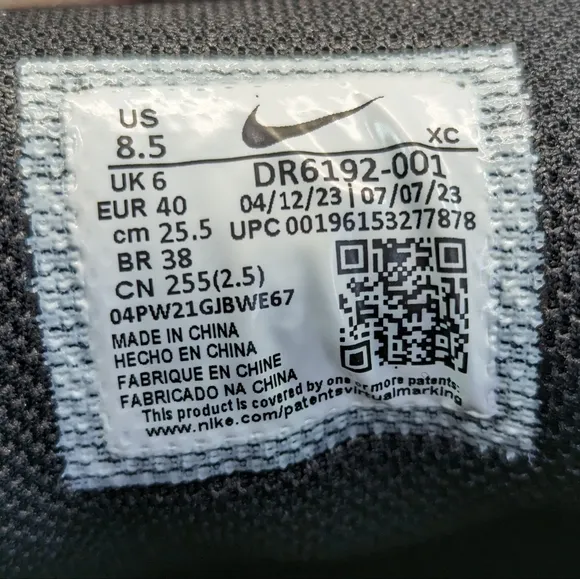 US
8.5
XC
UK 6
DR6192-001
EUR 40
04/12/23 | 07/07/23
cm 25.5
UPC 00196153277878
BR 38
CN 255(2.5)
04PW21GJBWE67
MADE IN CHINA
HECHO EN CHINA
FABRIQUE EN CHINE
FABRICADO NA CHINA
This product is covered by one or more patents:
www.nike.com/patentsvirtualmarking